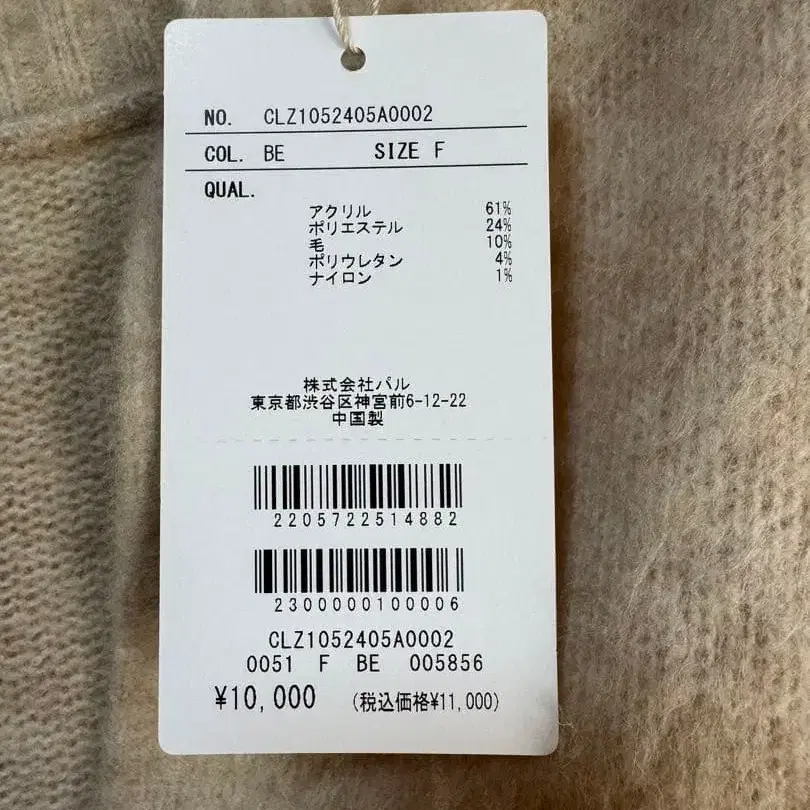 NO. CLZ1052405A0002
COL. BE SIZE F
QUAL.
アクリル 61%
ポリエステル 24%
毛 10%
ポリウレタン 4%
ナイロン 1%
株式会社パル
東京都渋谷区神宮前6-12-22
中国製
2205722514882
2300000100006
CLZ1052405A0002
0051 F BE 005856
¥10,000 (税込価格¥11,000)